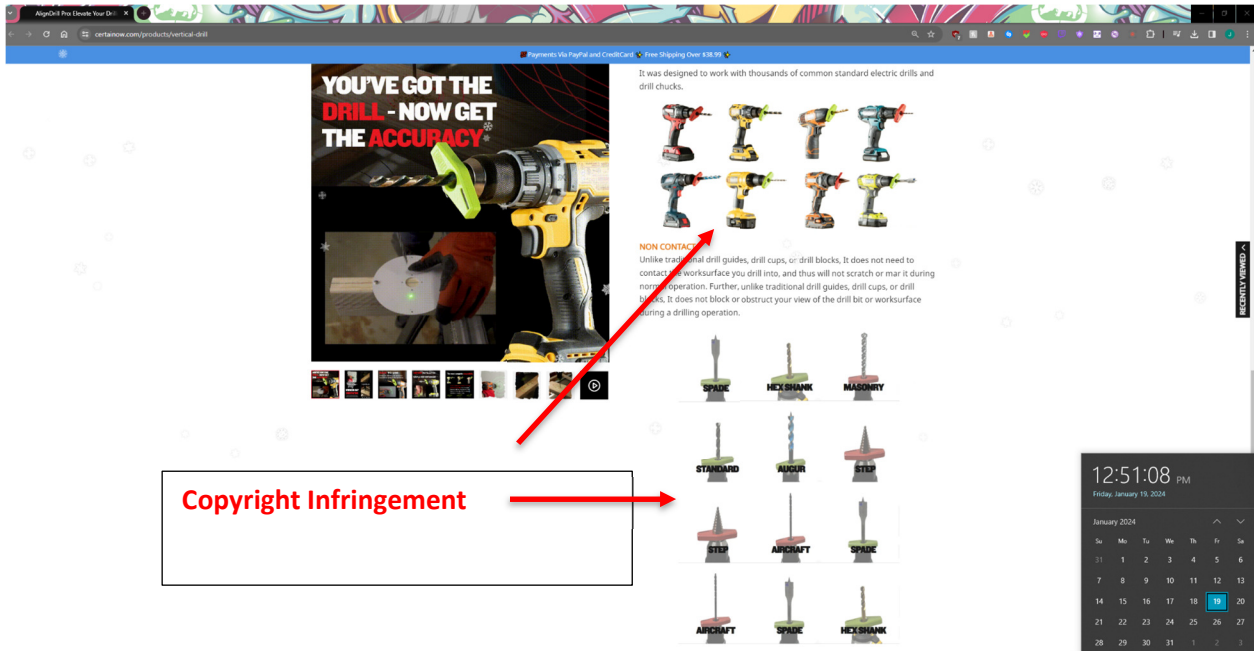 AlignDrill Pro: Elevate Your Dri
certainow.com/products/vertical-drill
Payments Via PayPal and CreditCard Free Shipping Over $38.99
YOU'VE GOT THE
DRILL - NOW GET
THE ACCURACY
It was designed to work with thousands of common standard electric drills and
drill chucks.
NON CONTACT
Unlike traditional drill guides, drill cups, or drill blocks, It does not need to
contact the worksurface you drill into, and thus will not scratch or mar it during
normal operation. Further, unlike traditional drill guides, drill cups, or drill
blocks, It does not block or obstruct your view of the drill bit or worksurface
during a drilling operation.
RECENTLY VIEWED
SPADE HEX SHANK MASONRY
STANDARD AUGUR STEP
STEP AIRCRAFT SPADE
AIRCRAFT SPADE HEX SHANK
Copyright Infringement
12:51:08 PM
Friday, January 19, 2024
January 2024
Su Mo Tu We Th Fr Sa
31 1 2 3 4 5 6
7 8 9 10 11 12 13
14 15 16 17 18 19 20
21 22 23 24 25 26 27
28 29 30 31 1 2 3